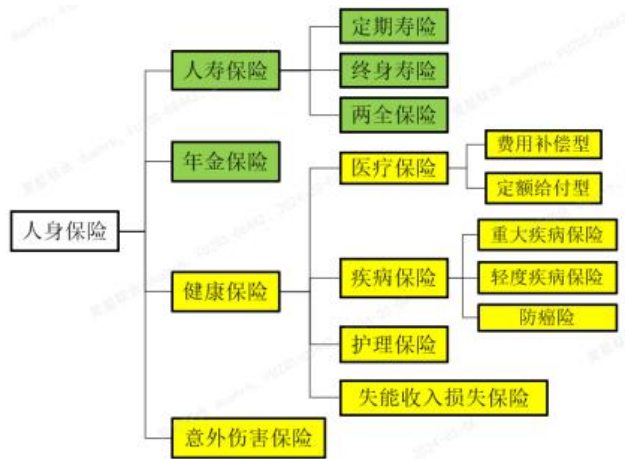 定期寿险
人寿保险
终身寿险
两全保险
年金保险
医疗保险
费用补偿型
定额给付型
人身保险
健康保险
疾病保险
重大疾病保险
轻度疾病保险
防癌险
护理保险
失能收入损失保险
意外伤害保险